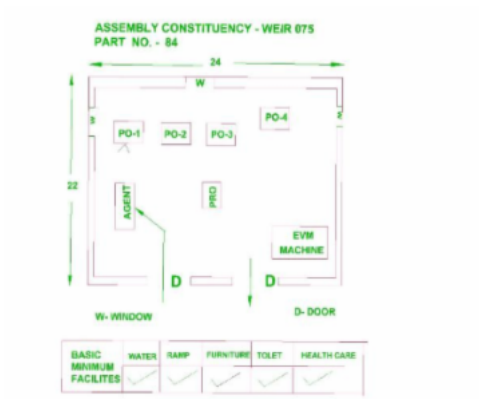 ASSEMBLY CONSTITUENCY - WEIR 075
PART NO. - 84
24
W
PO-1
PO-2
PO-3
PO-4
22
AGENT
PRO
EVM
MACHINE
D
D
W- WINDOW
D- DOOR
BASIC
MINIMUM
FACILITES
WATER
RAMP
FURNITURE
TOLET
HEALTH CARE